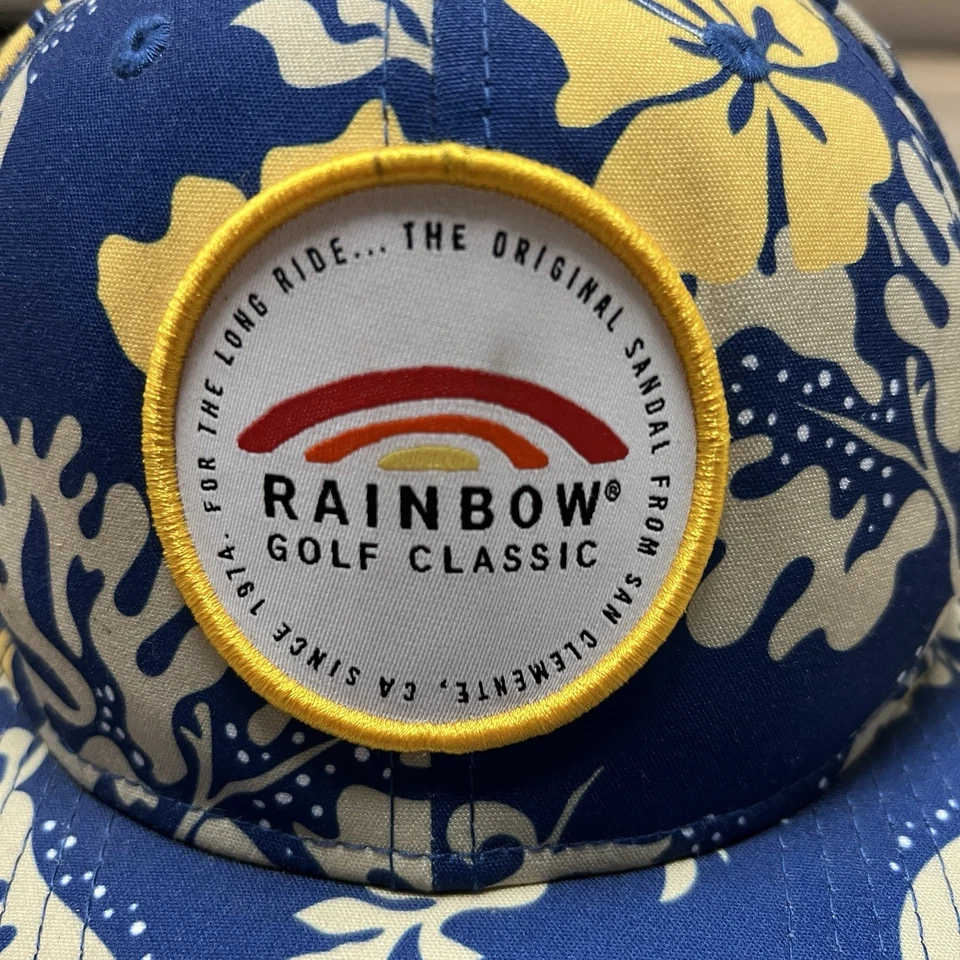 FOR THE LONG RIDE... THE ORIGINAL SANDAL FROM SAN CLEMENTE, CA SINCE 1974.
RAINBOW®
GOLF CLASSIC